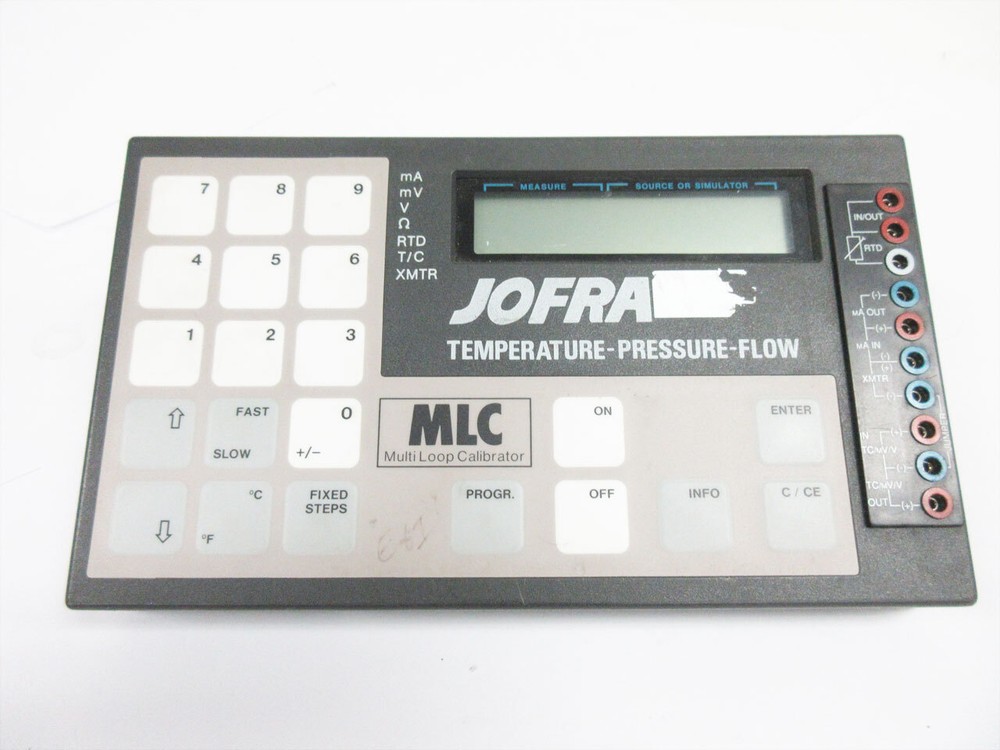 7 8 9
4 5 6
1 2 3
⇧ FAST SLOW 0 +/–
⇩ °C °F FIXED STEPS
mA
mV
V
Ω
RTD
T/C
XMTR
MEASURE SOURCE OR SIMULATOR
JOFRA
TEMPERATURE-PRESSURE-FLOW
MLC
Multi Loop Calibrator
ON
ENTER
PROGR.
OFF
INFO
C / CE
IN/OUT
RTD
(-)
mA OUT
(+)
mA IN
(-)
(+)
XMTR
(-)
IN
(+)
(-)
OUT
(+)